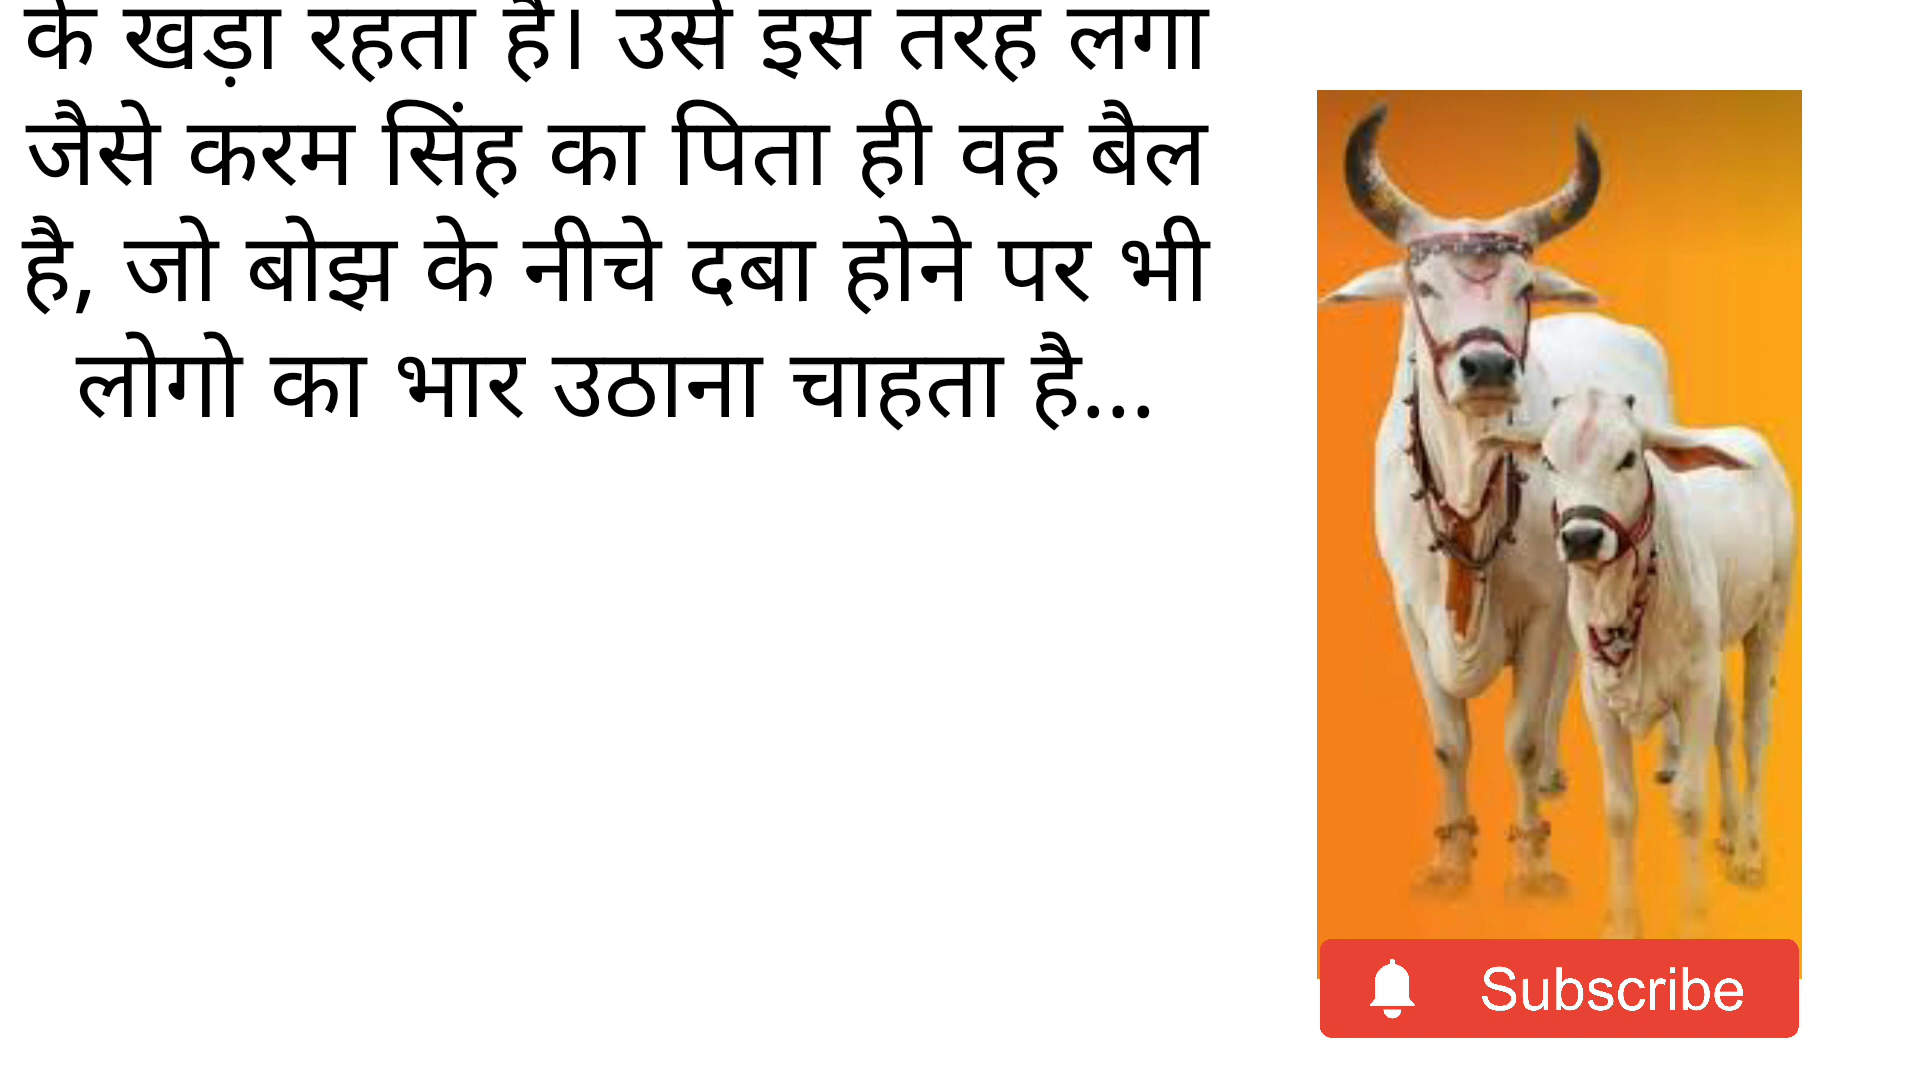 के खड़ा रहता है। उसे इस तरह लगा
जैसे करम सिंह का पिता ही वह बैल
है, जो बोझ के नीचे दबा होने पर भी
लोगो का भार उठाना चाहता है...
Subscribe